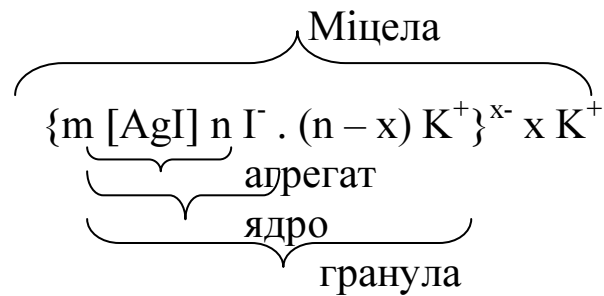 Міцела
{m [AgI] n I⁻ . (n – x) K⁺}ˣ⁻ x K⁺
агрегат
ядро
гранула